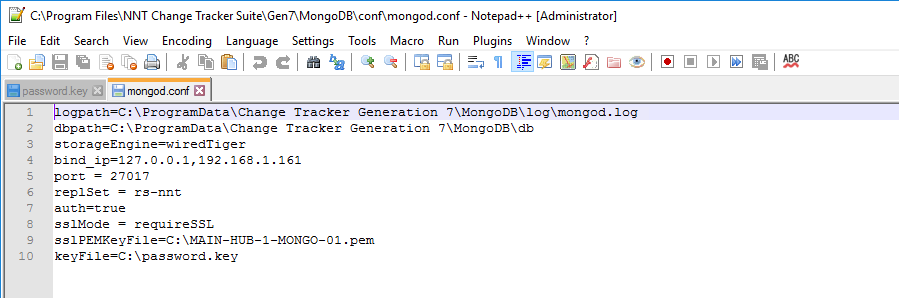 C:\Program Files\NNT Change Tracker Suite\Gen7\MongoDB\conf\mongod.conf - Notepad++ [Administrator]
File Edit Search View Encoding Language Settings Tools Macro Run Plugins Window ?
ABC
password.key mongod.conf
1 logpath=C:\ProgramData\Change Tracker Generation 7\MongoDB\log\mongod.log
2 dbpath=C:\ProgramData\Change Tracker Generation 7\MongoDB\db
3 storageEngine=wiredTiger
4 bind_ip=127.0.0.1,192.168.1.161
5 port = 27017
6 replSet = rs-nnt
7 auth=true
8 sslMode = requireSSL
9 sslPEMKeyFile=C:\MAIN-HUB-1-MONGO-01.pem
10 keyFile=C:\password.key